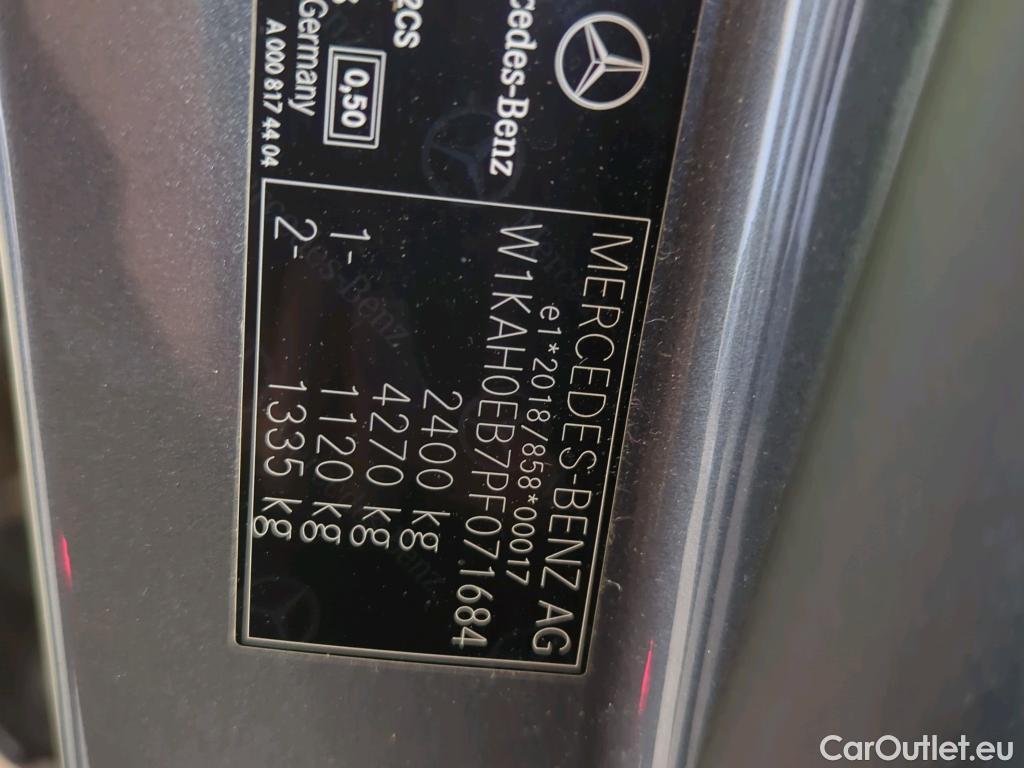 MERCEDES-BENZ AG
e1*2018/858*00017
W1KAH0EB7PF071684
2400 kg
4270 kg
1- 1120 kg
2- 1335 kg
cedes-Benz
2CS
0,50
Germany
A 000 817 44 04
CarOutlet.eu